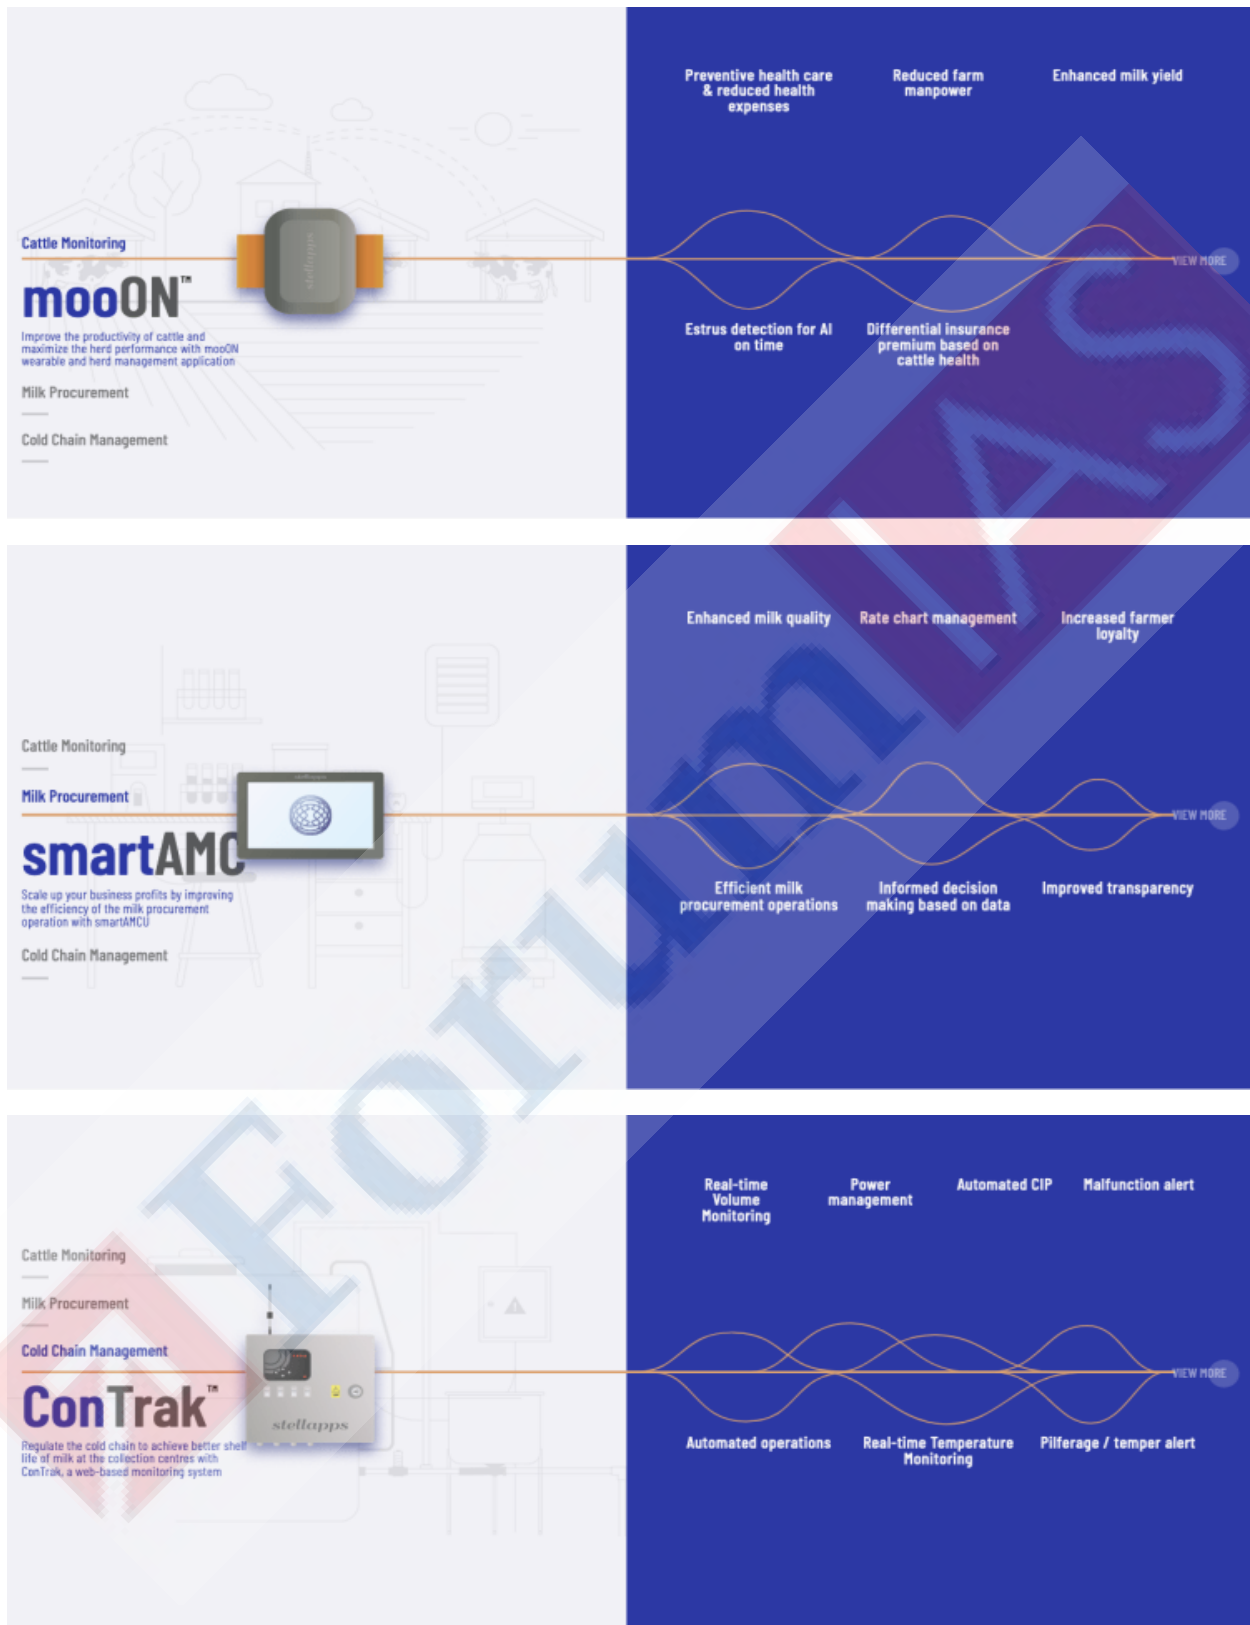 Preventive health care
& reduced health
expenses
Reduced farm
manpower
Enhanced milk yield
Cattle Monitoring
stellapps
VIEW MORE
mooON™
Improve the productivity of cattle and
maximize the herd performance with mooON
wearable and herd management application
Estrus detection for AI
on time
Differential insurance
premium based on
cattle health
Milk Procurement
Cold Chain Management
Enhanced milk quality
Rate chart management
Increased farmer
loyalty
Cattle Monitoring
stellapps
Milk Procurement
VIEW MORE
smartAMC
Scale up your business profits by improving
the efficiency of the milk procurement
operation with smartAMCU
Efficient milk
procurement operations
Informed decision
making based on data
Improved transparency
Cold Chain Management
Real-time
Volume
Monitoring
Power
management
Automated CIP
Malfunction alert
Cattle Monitoring
Milk Procurement
Cold Chain Management
VIEW MORE
ConTrak™
stellapps
Regulate the cold chain to achieve better shelf
life of milk at the collection centres with
ConTrak, a web-based monitoring system
Automated operations
Real-time Temperature
Monitoring
Pilferage / temper alert
ForumIAS